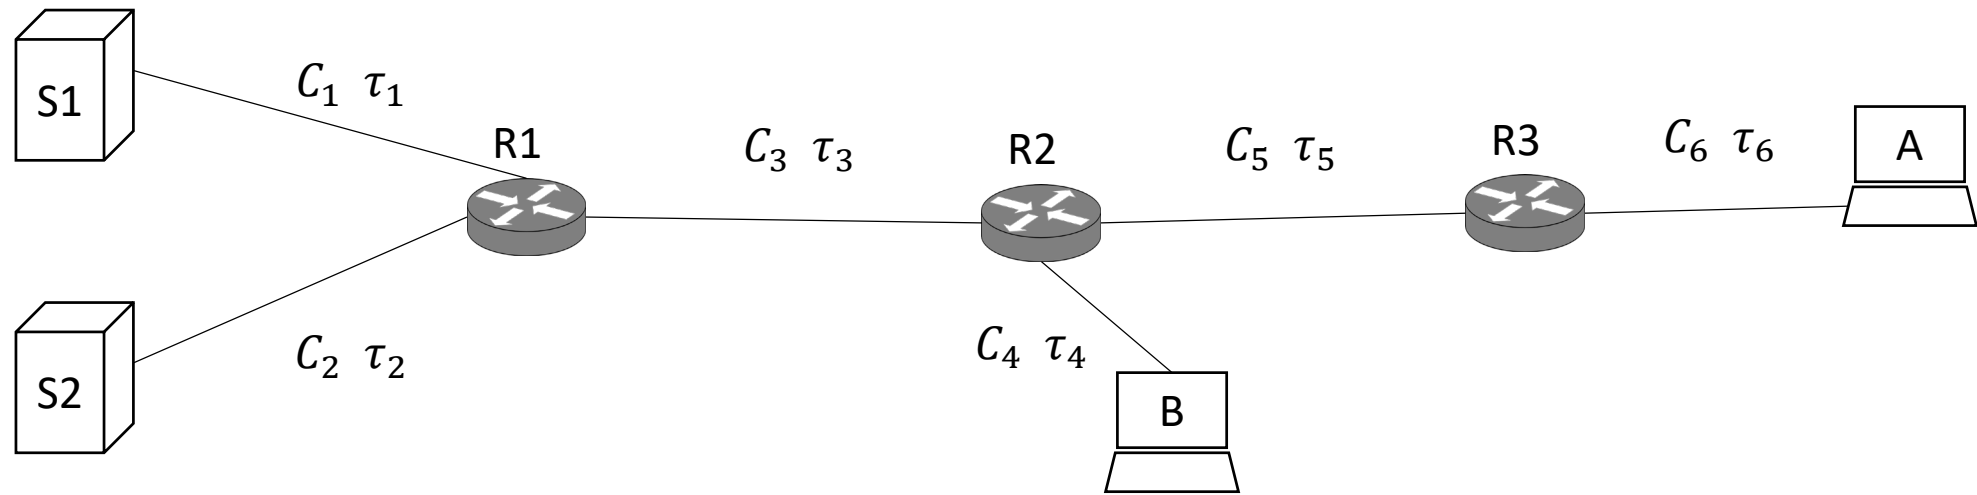 S1
C₁ τ₁
R1
C₃ τ₃
R2
C₅ τ₅
R3
C₆ τ₆
A
S2
C₂ τ₂
C₄ τ₄
B